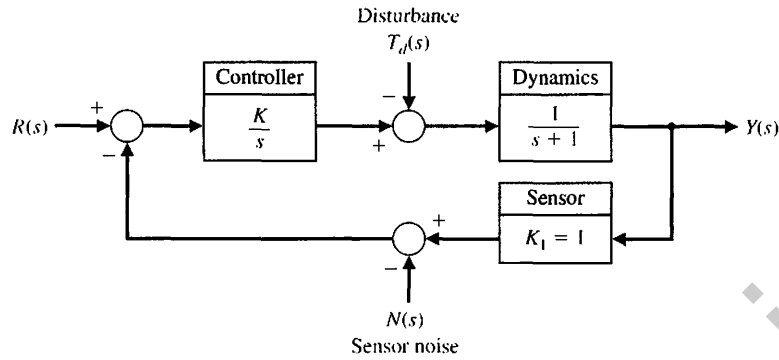 Disturbance
T_d(s)
Controller
Dynamics
R(s)
+
−
K/s
−
+
1/(s + 1)
Y(s)
Sensor
+
K_1 = 1
−
N(s)
Sensor noise